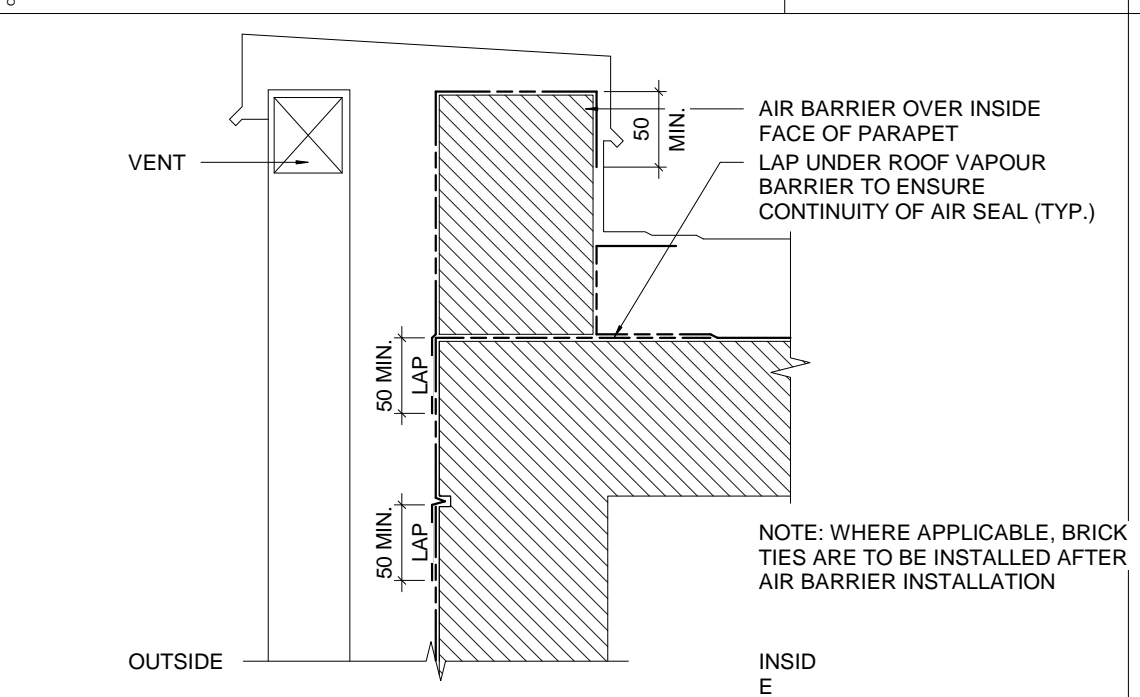 AIR BARRIER OVER INSIDE
FACE OF PARAPET
50
MIN.
VENT
LAP UNDER ROOF VAPOUR
BARRIER TO ENSURE
CONTINUITY OF AIR SEAL (TYP.)
50 MIN.
LAP
50 MIN.
LAP
NOTE: WHERE APPLICABLE, BRICK
TIES ARE TO BE INSTALLED AFTER
AIR BARRIER INSTALLATION
OUTSIDE
INSID
E